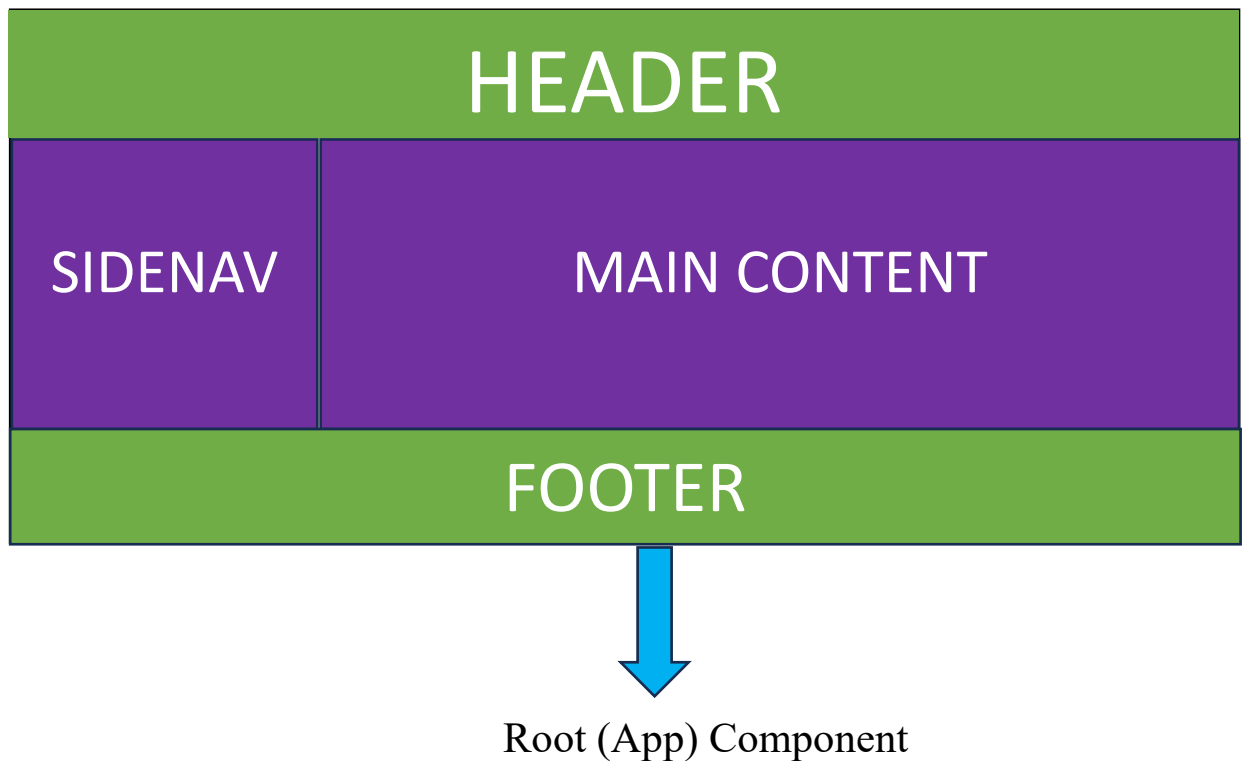 HEADER
SIDENAV
MAIN CONTENT
FOOTER
Root (App) Component